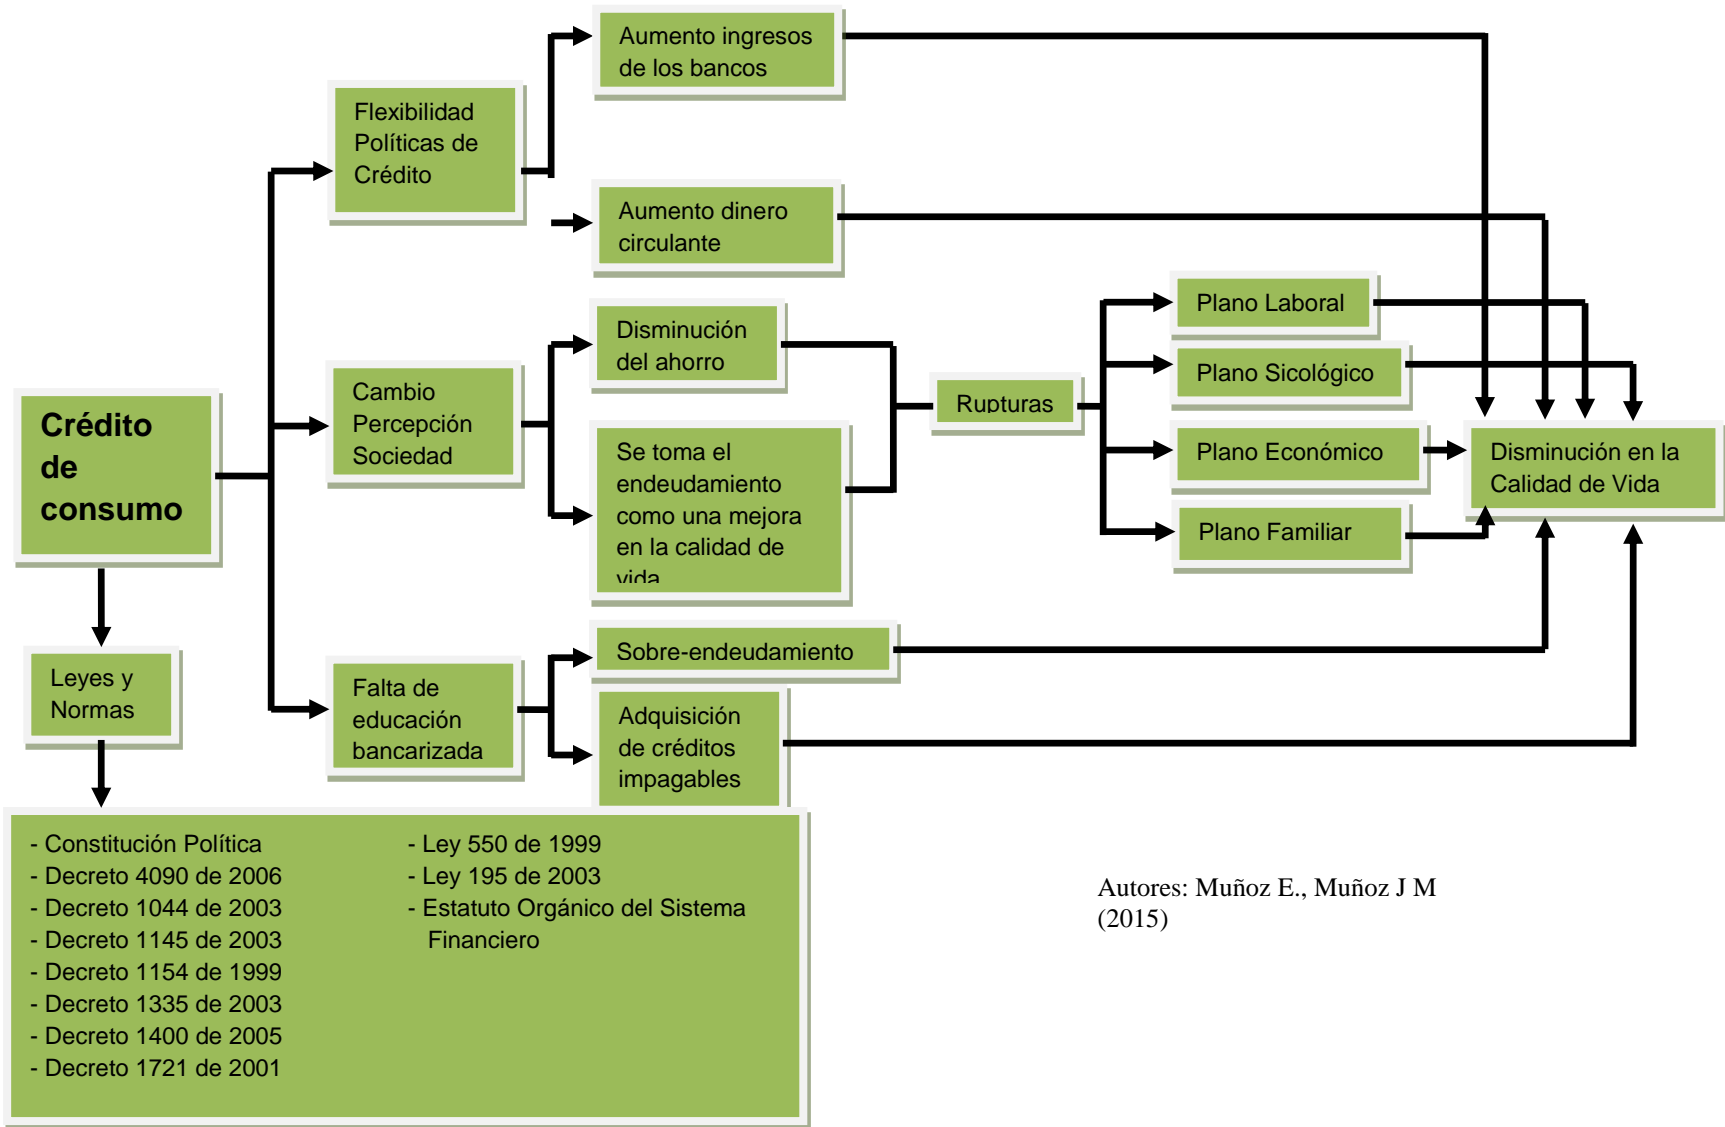 Aumento ingresos
de los bancos
Flexibilidad
Políticas de
Crédito
Aumento dinero
circulante
Plano Laboral
Disminución
del ahorro
Plano Sicológico
Cambio
Percepción
Sociedad
Rupturas
Crédito
de
consumo
Se toma el
endeudamiento
como una mejora
en la calidad de
vida
Plano Económico
Disminución en la
Calidad de Vida
Plano Familiar
Sobre-endeudamiento
Leyes y
Normas
Falta de
educación
bancarizada
Adquisición
de créditos
impagables
- Constitución Política
- Decreto 4090 de 2006
- Decreto 1044 de 2003
- Decreto 1145 de 2003
- Decreto 1154 de 1999
- Decreto 1335 de 2003
- Decreto 1400 de 2005
- Decreto 1721 de 2001
- Ley 550 de 1999
- Ley 195 de 2003
- Estatuto Orgánico del Sistema
Financiero
Autores: Muñoz E., Muñoz J M
(2015)